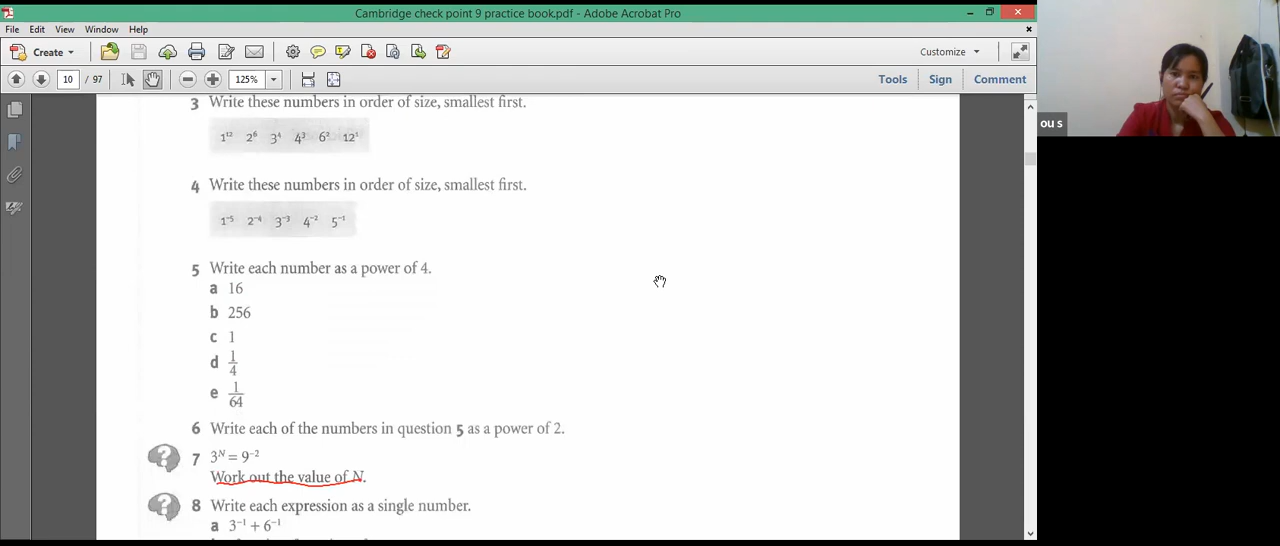 Cambridge check point 9 practice book.pdf - Adobe Acrobat Pro
File Edit View Window Help
Create Customize
10 / 97 125% Tools Sign Comment
3 Write these numbers in order of size, smallest first.
1¹² 2⁶ 3⁴ 4³ 6² 12¹
4 Write these numbers in order of size, smallest first.
1⁻⁵ 2⁻⁴ 3⁻³ 4⁻² 5⁻¹
5 Write each number as a power of 4.
a 16
b 256
c 1
d 1/4
e 1/64
6 Write each of the numbers in question 5 as a power of 2.
7 3ᴺ = 9⁻²
Work out the value of N.
8 Write each expression as a single number.
a 3⁻¹ + 6⁻¹
ou s